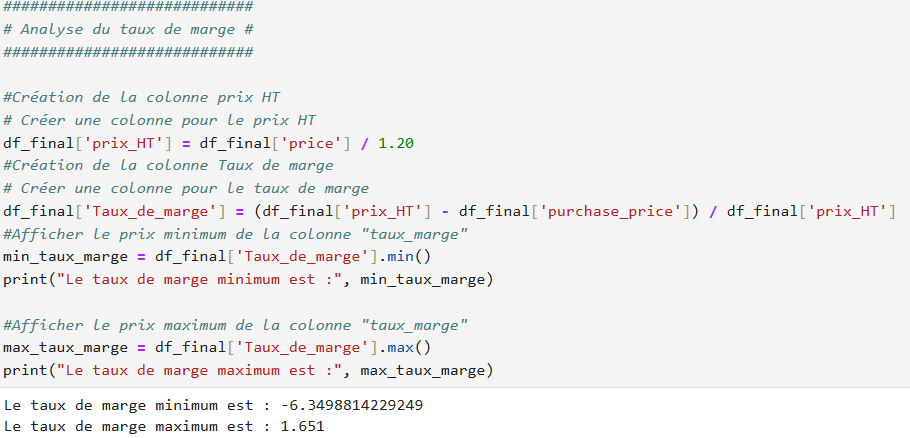 ############################
# Analyse du taux de marge #
############################
#Création de la colonne prix HT
# Créer une colonne pour le prix HT
df_final['prix_HT'] = df_final['price'] / 1.20
#Création de la colonne Taux de marge
# Créer une colonne pour le taux de marge
df_final['Taux_de_marge'] = (df_final['prix_HT'] - df_final['purchase_price']) / df_final['prix_HT']
#Afficher le prix minimum de la colonne "taux_marge"
min_taux_marge = df_final['Taux_de_marge'].min()
print("Le taux de marge minimum est :", min_taux_marge)
#Afficher le prix maximum de la colonne "taux_marge"
max_taux_marge = df_final['Taux_de_marge'].max()
print("Le taux de marge maximum est :", max_taux_marge)
Le taux de marge minimum est : -6.3498814229249
Le taux de marge maximum est : 1.651